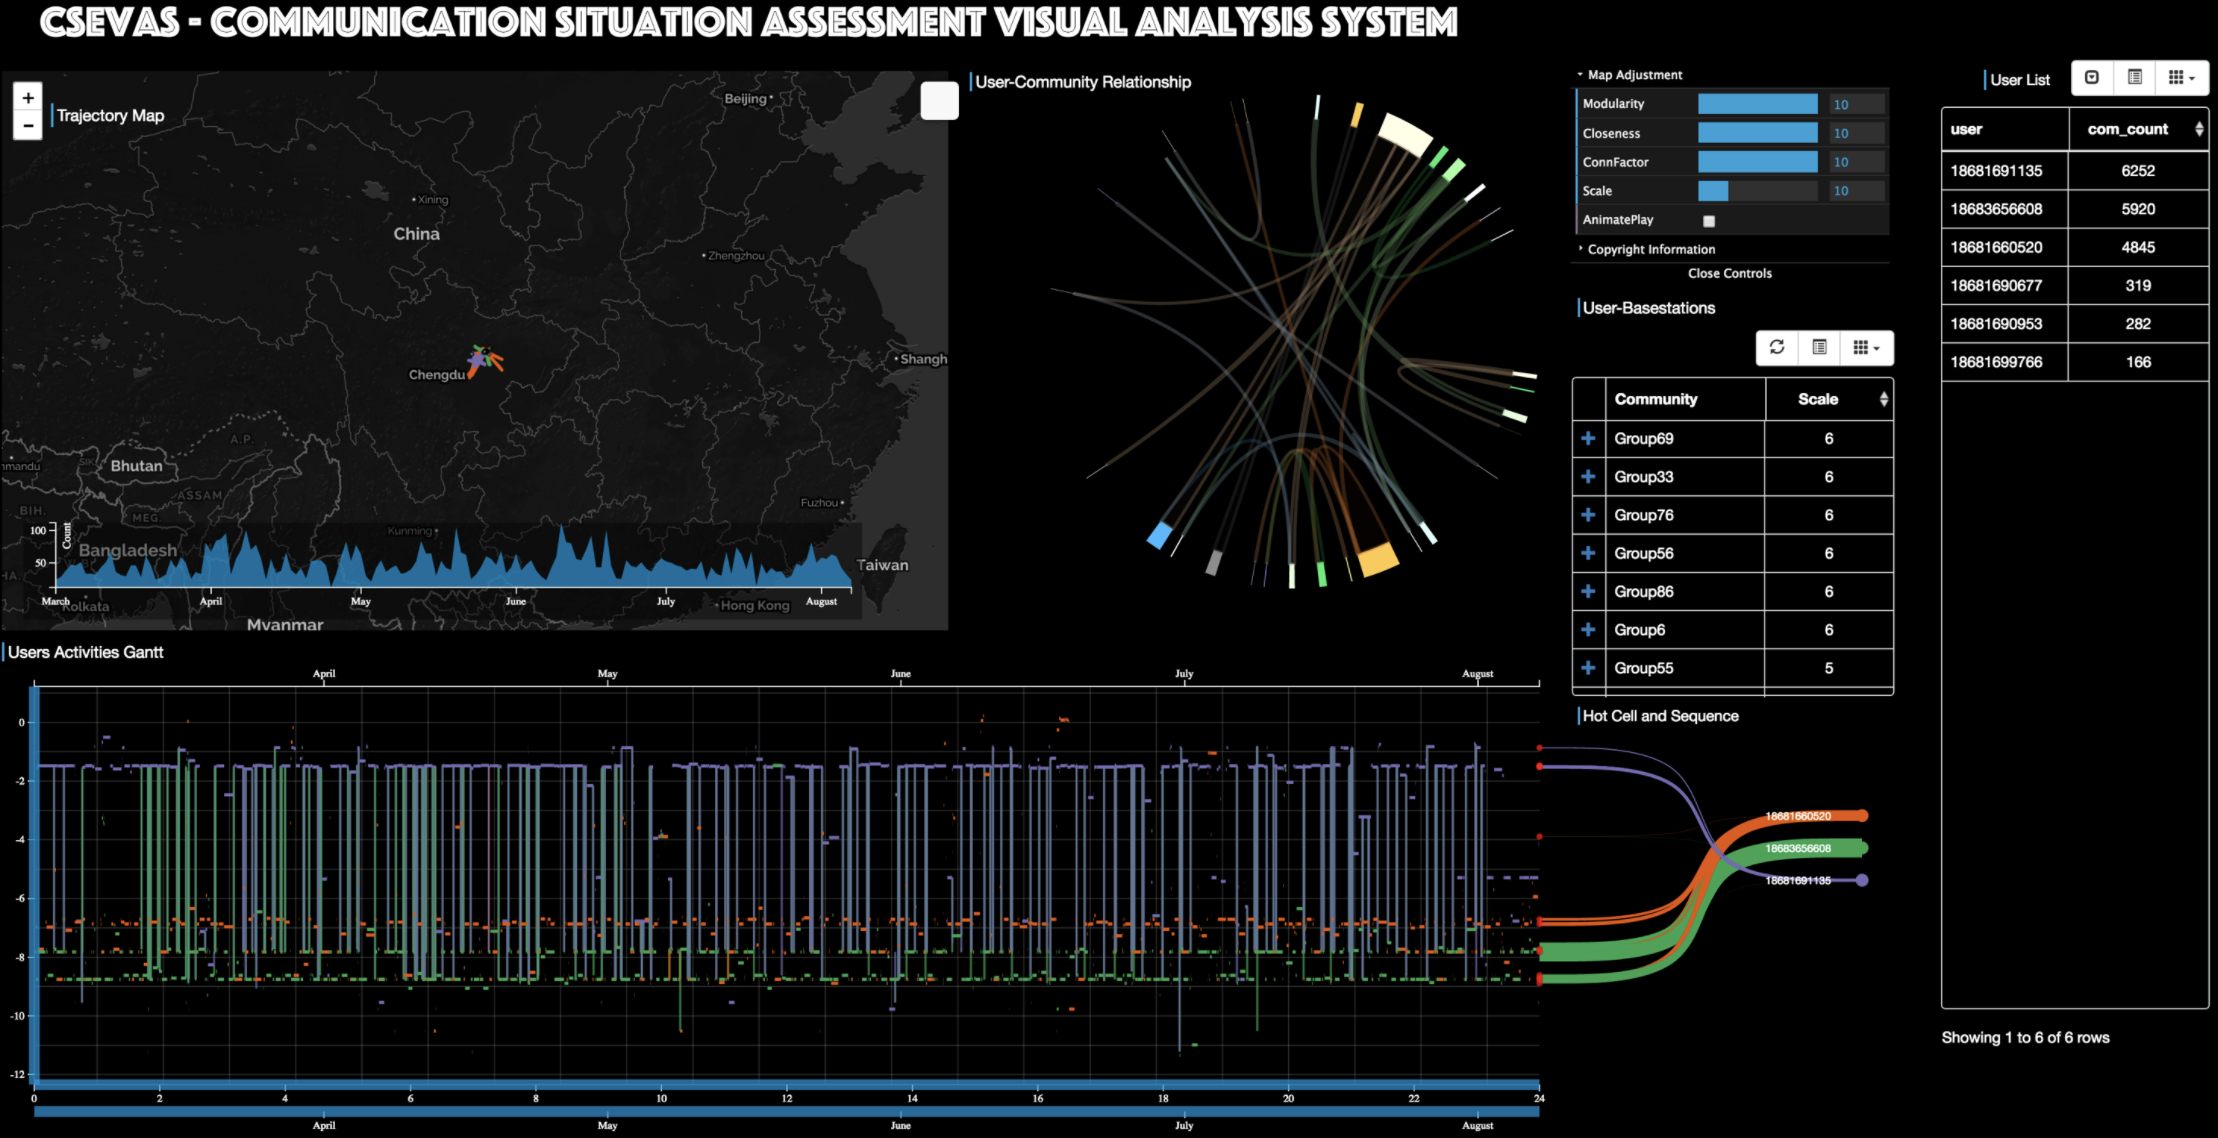 CSEVAS - COMMUNICATION SITUATION ASSESSMENT VISUAL ANALYSIS SYSTEM
+
−
Trajectory Map
Beijing
Xining
China
Zhengzhou
Shangh
Chengdu
A.P.
SIK.
Bhutan
ASSAM
MEG.
BIH.
Fuzhou
Kunming
Bangladesh
Taiwan
Kolkata
Hong Kong
Myanmar
Count
100
50
March April May June July August
User-Community Relationship
Map Adjustment
Modularity 10
Closeness 10
ConnFactor 10
Scale 10
AnimatePlay
Copyright Information
Close Controls
User-Basestations
Community Scale
Group69 6
Group33 6
Group76 6
Group56 6
Group86 6
Group6 6
Group55 5
User List
user com_count
18681691135 6252
18683656608 5920
18681660520 4845
18681690677 319
18681690953 282
18681699766 166
Showing 1 to 6 of 6 rows
Users Activities Gantt
April May June July August
0
-2
-4
-6
-8
-10
-12
0 2 4 6 8 10 12 14 16 18 20 22 24
April May June July August
Hot Cell and Sequence
18681660520
18683656608
18681691135